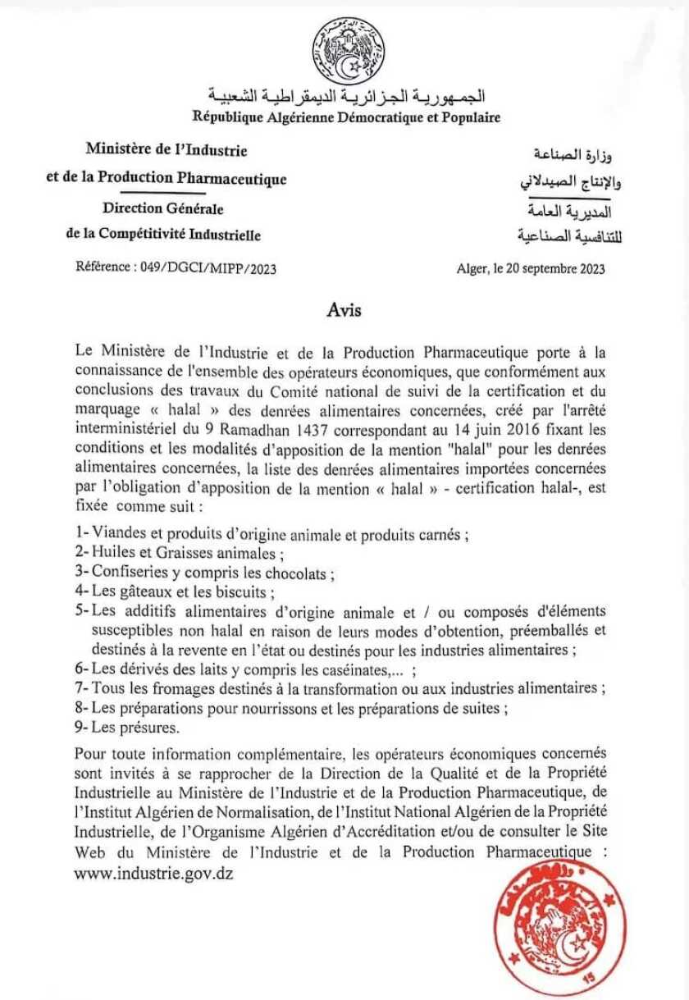 الجمهورية الجزائرية الديمقراطية الشعبية
République Algérienne Démocratique et Populaire
Ministère de l'Industrie
et de la Production Pharmaceutique
Direction Générale
de la Compétitivité Industrielle
وزارة الصناعة
والإنتاج الصيدلاني
المديرية العامة
للتنافسية الصناعية
Référence : 049/DGCI/MIPP/2023
Alger, le 20 septembre 2023
Avis
Le Ministère de l'Industrie et de la Production Pharmaceutique porte à la
connaissance de l'ensemble des opérateurs économiques, que conformément aux
conclusions des travaux du Comité national de suivi de la certification et du
marquage « halal » des denrées alimentaires concernées, créé par l'arrêté
interministériel du 9 Ramadhan 1437 correspondant au 14 juin 2016 fixant les
conditions et les modalités d'apposition de la mention "halal" pour les denrées
alimentaires concernées, la liste des denrées alimentaires importées concernées
par l'obligation d'apposition de la mention « halal » - certification halal-, est
fixée comme suit :
1- Viandes et produits d'origine animale et produits carnés ;
2- Huiles et Graisses animales ;
3- Confiseries y compris les chocolats ;
4- Les gâteaux et les biscuits ;
5- Les additifs alimentaires d'origine animale et / ou composés d'éléments
susceptibles non halal en raison de leurs modes d'obtention, préemballés et
destinés à la revente en l'état ou destinés pour les industries alimentaires ;
6- Les dérivés des laits y compris les caséinates,... ;
7- Tous les fromages destinés à la transformation ou aux industries alimentaires ;
8- Les préparations pour nourrissons et les préparations de suites ;
9- Les présures.
Pour toute information complémentaire, les opérateurs économiques concernés
sont invités à se rapprocher de la Direction de la Qualité et de la Propriété
Industrielle au Ministère de l'Industrie et de la Production Pharmaceutique, de
l'Institut Algérien de Normalisation, de l'Institut National Algérien de la Propriété
Industrielle, de l'Organisme Algérien d'Accréditation et/ou de consulter le Site
Web du Ministère de l'Industrie et de la Production Pharmaceutique :
www.industrie.gov.dz
15